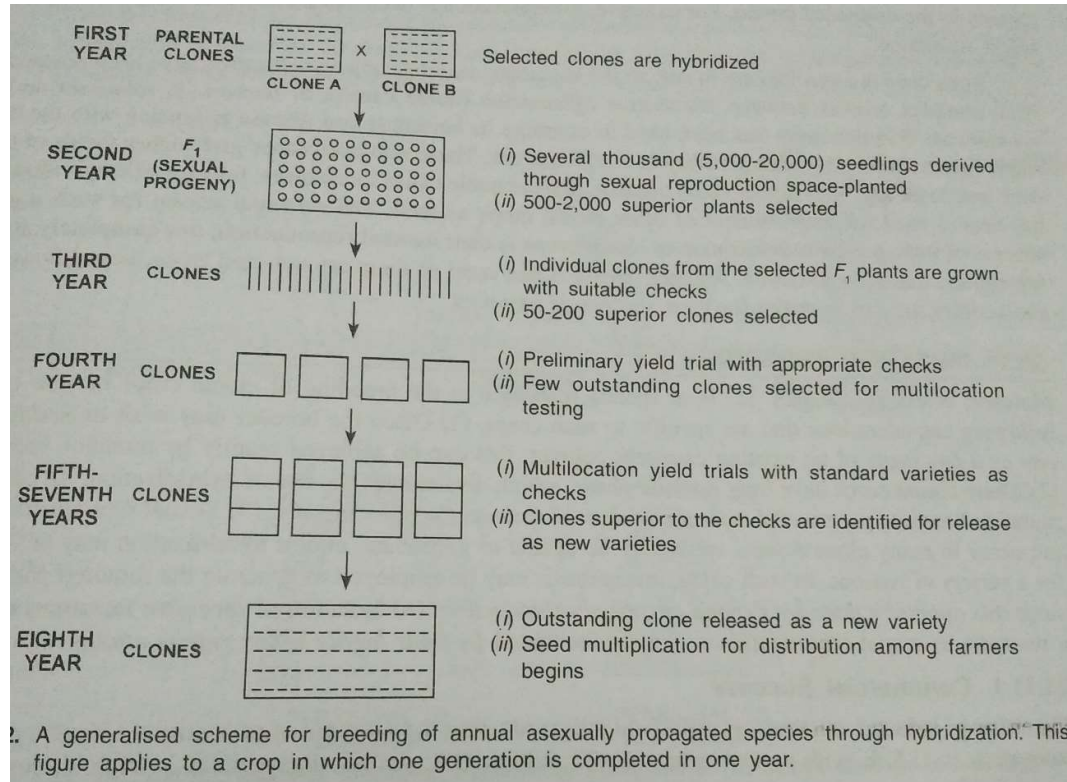 FIRST YEAR
PARENTAL CLONES
CLONE A
x
CLONE B
Selected clones are hybridized
SECOND YEAR
F1
(SEXUAL
PROGENY)
(i) Several thousand (5,000-20,000) seedlings derived
through sexual reproduction space-planted
(ii) 500-2,000 superior plants selected
THIRD YEAR
CLONES
(i) Individual clones from the selected F1 plants are grown
with suitable checks
(ii) 50-200 superior clones selected
FOURTH YEAR
CLONES
(i) Preliminary yield trial with appropriate checks
(ii) Few outstanding clones selected for multilocation
testing
FIFTH-
SEVENTH
YEARS
CLONES
(i) Multilocation yield trials with standard varieties as
checks
(ii) Clones superior to the checks are identified for release
as new varieties
EIGHTH YEAR
CLONES
(i) Outstanding clone released as a new variety
(ii) Seed multiplication for distribution among farmers
begins
2. A generalised scheme for breeding of annual asexually propagated species through hybridization. This
figure applies to a crop in which one generation is completed in one year.